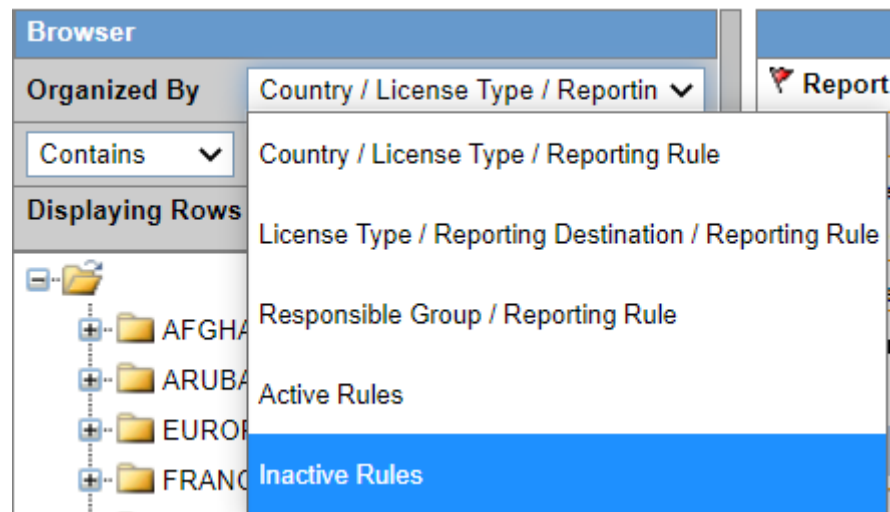 Browser
Organized By Country / License Type / Reportin
Report
Contains
Country / License Type / Reporting Rule
Displaying Rows
License Type / Reporting Destination / Reporting Rule
Responsible Group / Reporting Rule
AFGHA
ARUBA
Active Rules
EUROP
FRANC
Inactive Rules